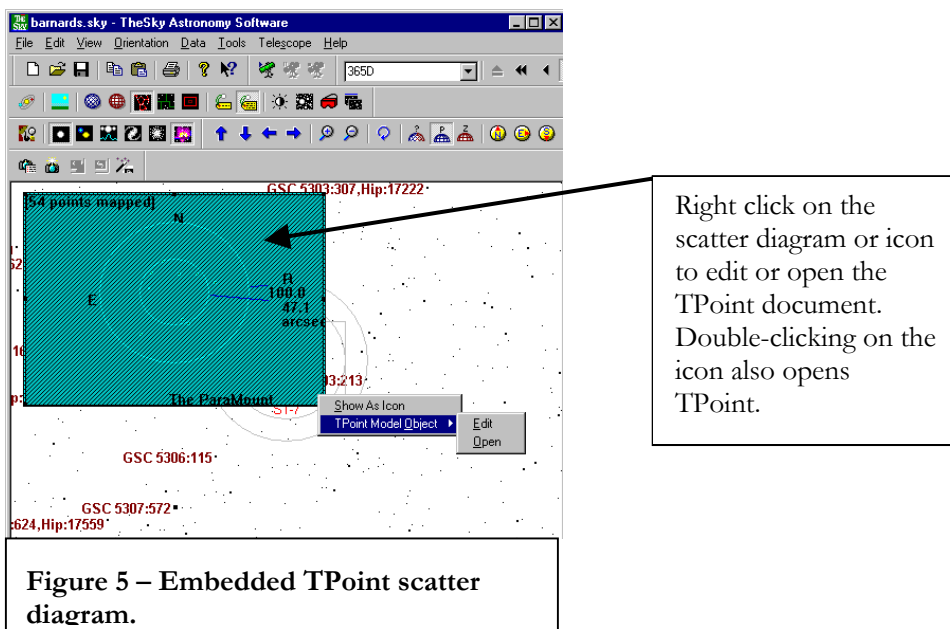 barnards.sky - TheSky Astronomy Software
File Edit View Orientation Data Tools Telescope Help
365D
GSC 5303:307,Hip:17222
[54 points mapped]
N
R
100.0
E
47.1
arcsec
3:213
The ParaMount
ST-7
Show As Icon
TPoint Model Object
Edit
Open
GSC 5306:115
GSC 5307:572
:624,Hip:17559
Right click on the
scatter diagram or icon
to edit or open the
TPoint document.
Double-clicking on the
icon also opens
TPoint.
Figure 5 – Embedded TPoint scatter
diagram.